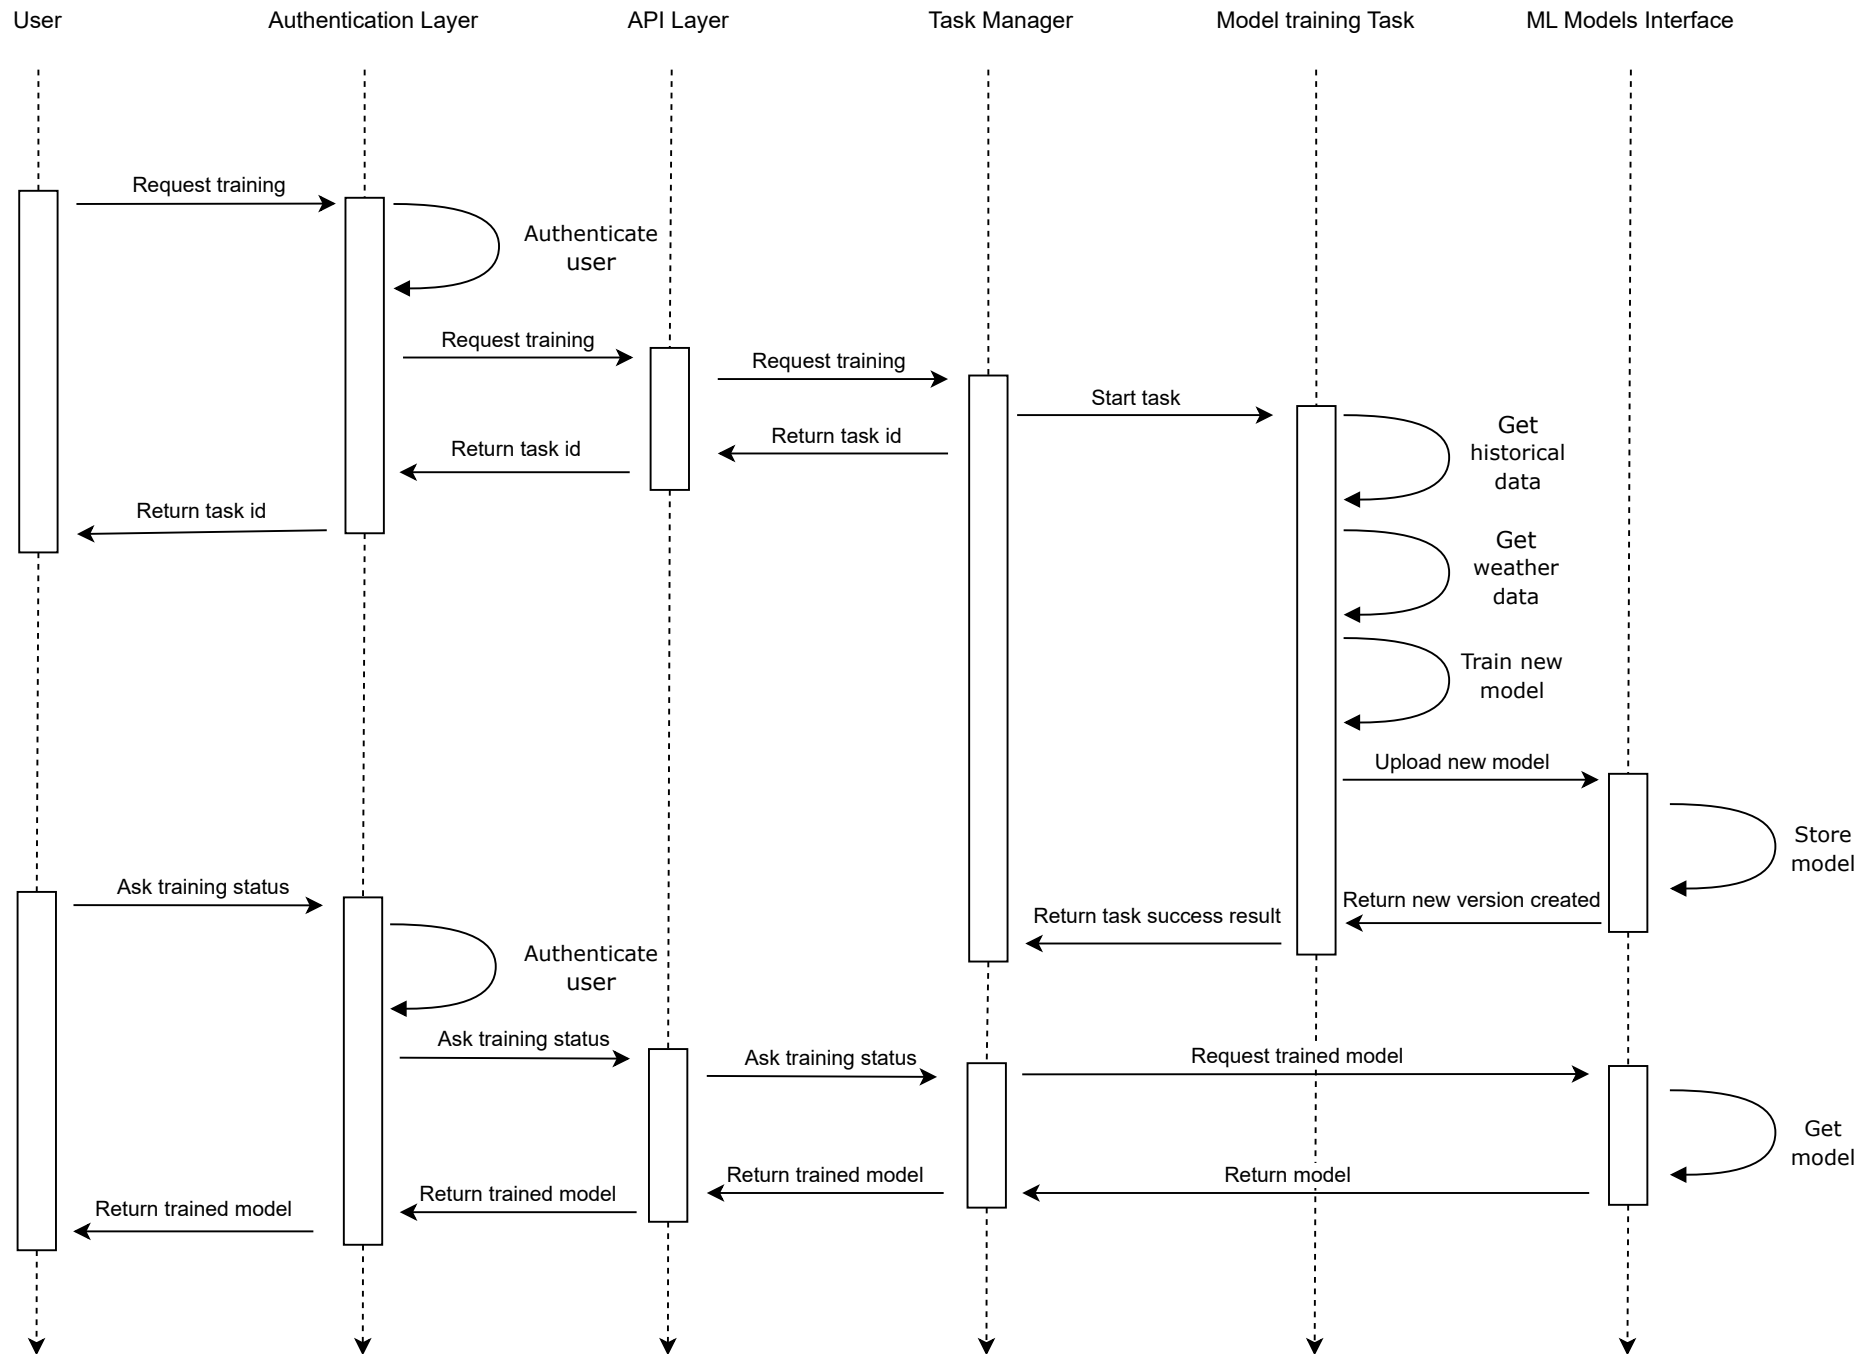 User
Authentication Layer
API Layer
Task Manager
Model training Task
ML Models Interface
Request training
Authenticate
user
Request training
Request training
Start task
Get
historical
data
Return task id
Return task id
Return task id
Get
weather
data
Train new
model
Upload new model
Store
model
Ask training status
Return new version created
Return task success result
Authenticate
user
Ask training status
Ask training status
Request trained model
Get
model
Return model
Return trained model
Return trained model
Return trained model